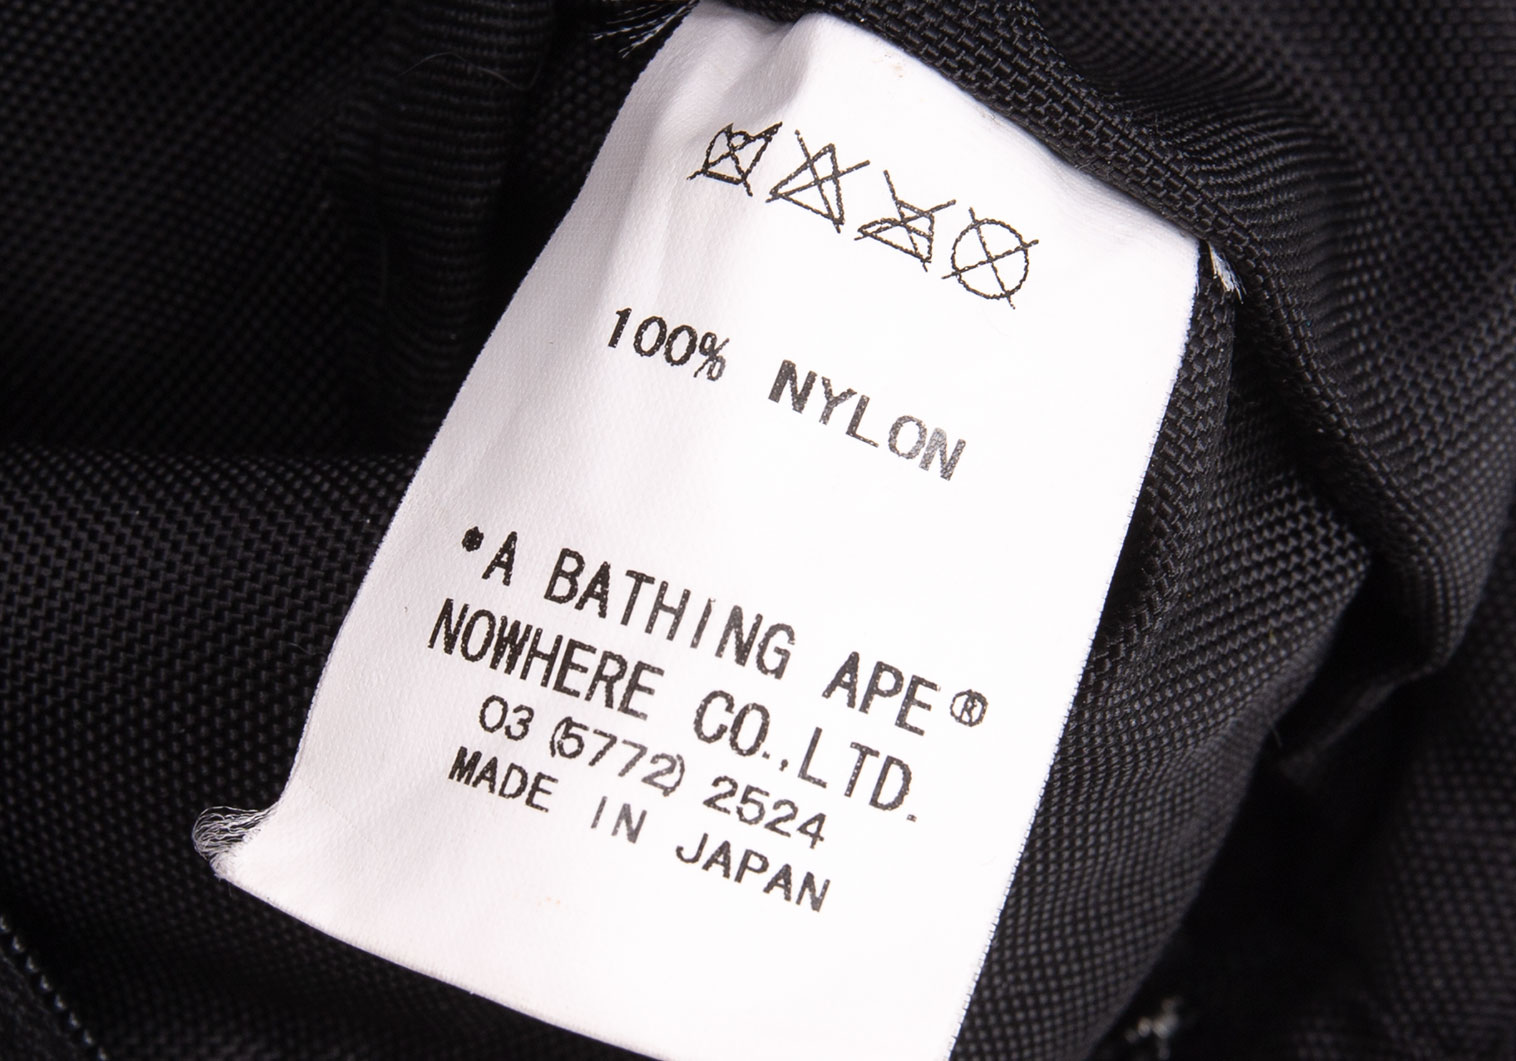 100% NYLON
•A BATHING APE®
NOWHERE CO.,LTD.
03 (5772) 2524
MADE IN JAPAN